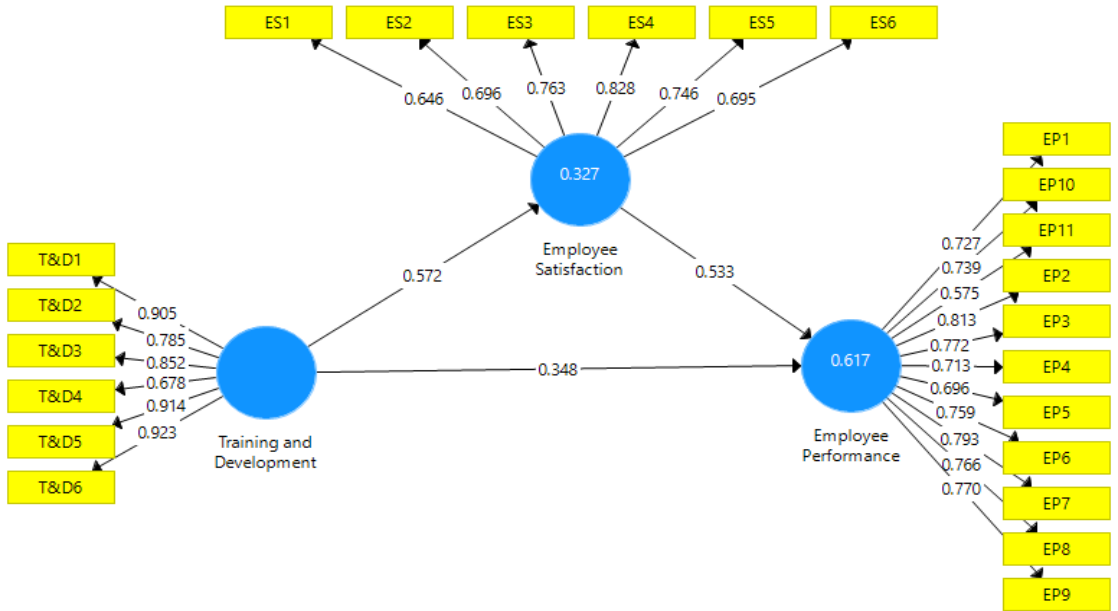 ES1
ES2
ES3
ES4
ES5
ES6
0.646
0.696
0.763
0.828
0.746
0.695
0.327
Employee
Satisfaction
0.572
0.533
0.348
T&D1
T&D2
T&D3
T&D4
T&D5
T&D6
0.905
0.785
0.852
0.678
0.914
0.923
Training and
Development
0.617
Employee
Performance
0.727
0.739
0.575
0.813
0.772
0.713
0.696
0.759
0.793
0.766
0.770
EP1
EP10
EP11
EP2
EP3
EP4
EP5
EP6
EP7
EP8
EP9